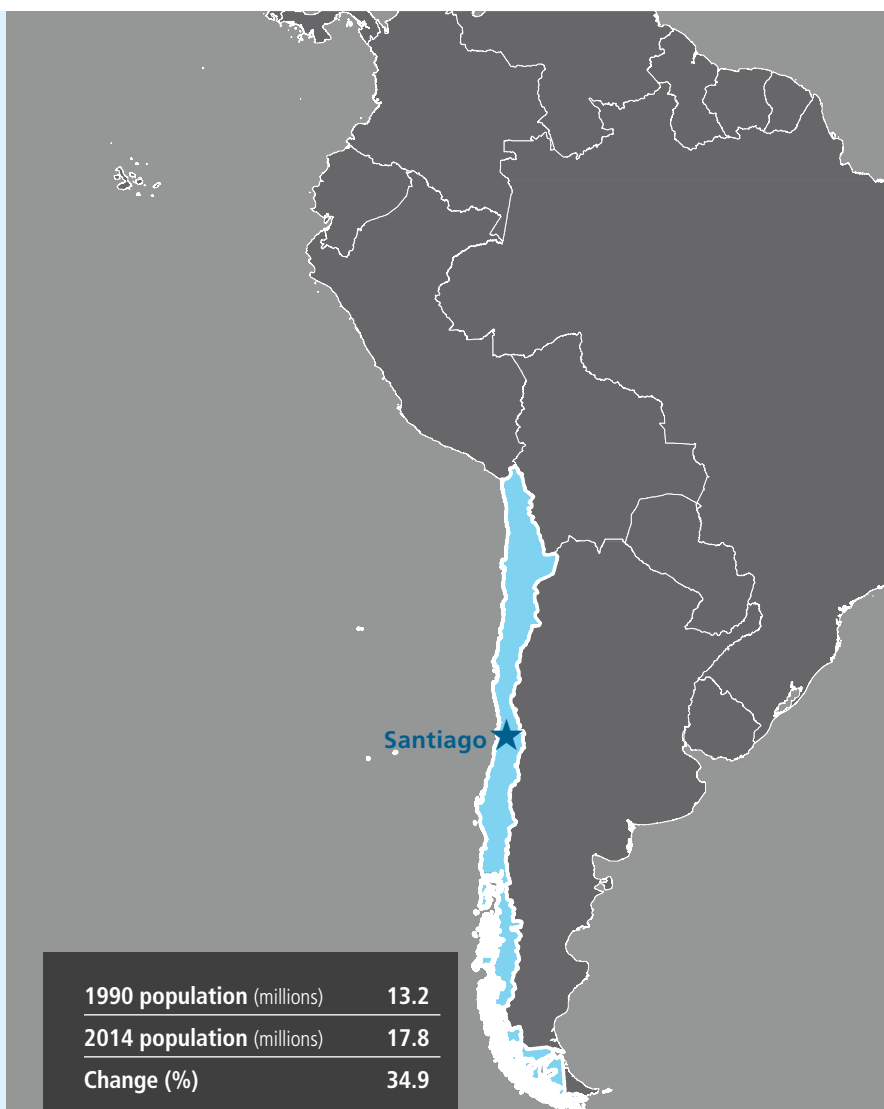 Santiago
1990 population (millions) 13.2
2014 population (millions) 17.8
Change (%) 34.9